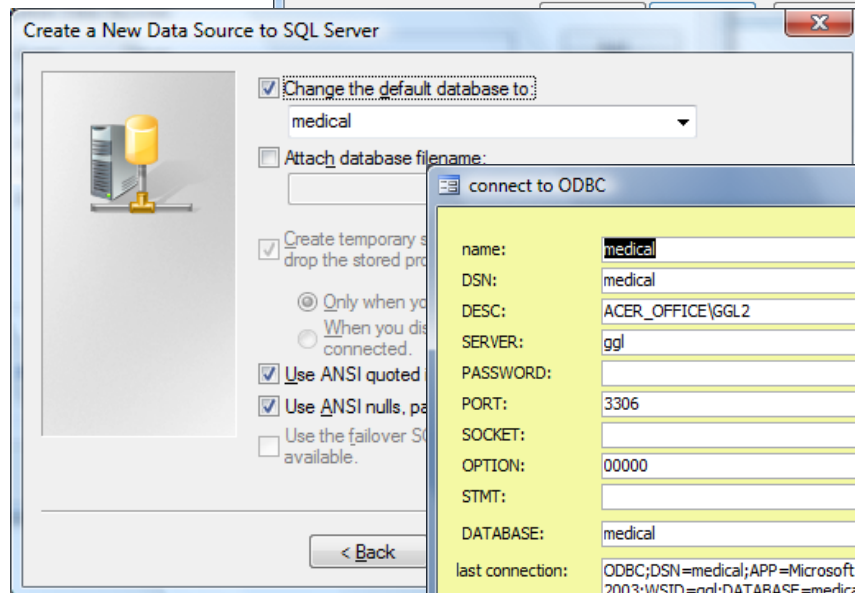 Create a New Data Source to SQL Server
Change the default database to:
medical
Attach database filename:
Create temporary s
drop the stored pro
Only when yo
When you dis
connected.
Use ANSI quoted i
Use ANSI nulls, pa
Use the failover SQ
available.
< Back
connect to ODBC
name: medical
DSN: medical
DESC: ACER_OFFICE\GGL2
SERVER: ggl
PASSWORD:
PORT: 3306
SOCKET:
OPTION: 00000
STMT:
DATABASE: medical
last connection: ODBC;DSN=medical;APP=Microsoft
2003;WSID=ggl;DATABASE=medica